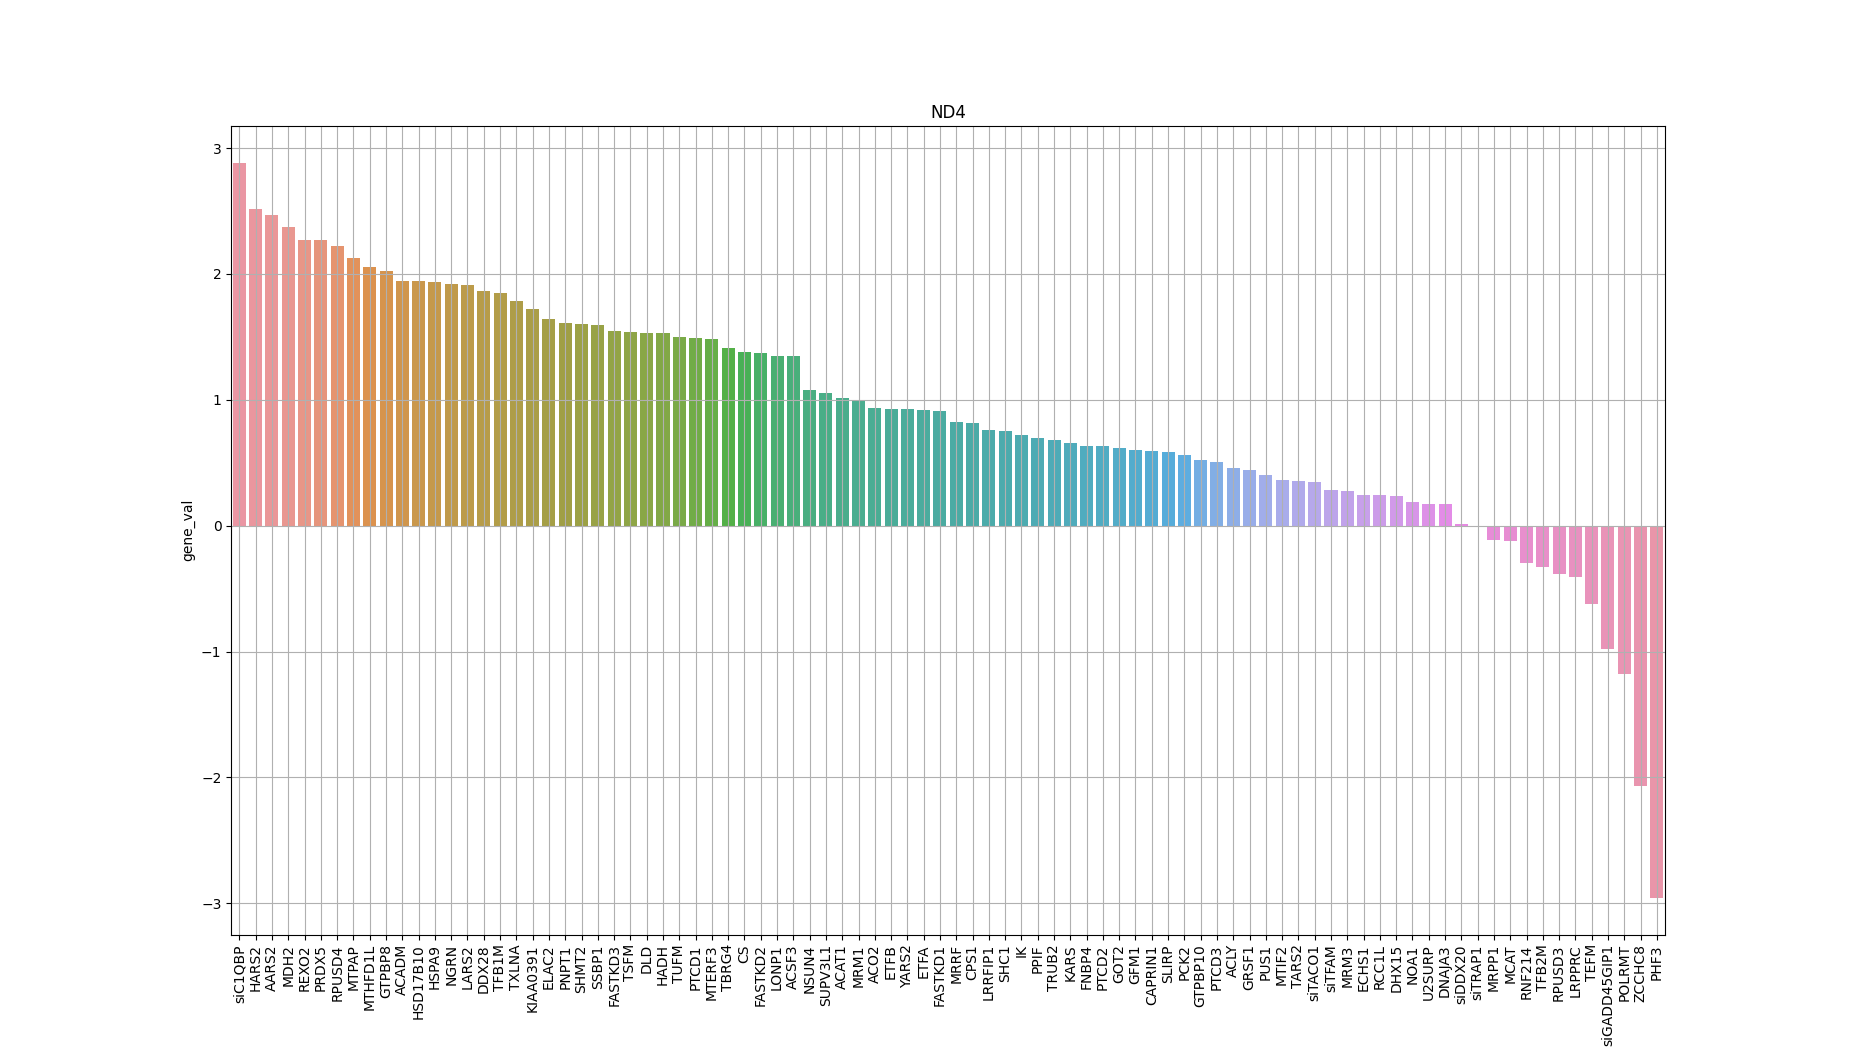 ND4
3
2
1
0
−1
−2
−3
gene_val
siC1QBP
HARS2
AARS2
MDH2
REXO2
PRDX5
RPUSD4
MTPAP
MTHFD1L
GTPBP8
ACADM
HSD17B10
HSPA9
NGRN
LARS2
DDX28
TFB1M
TXLNA
KIAA0391
ELAC2
PNPT1
SHMT2
SSBP1
FASTKD3
TSFM
DLD
HADH
TUFM
PTCD1
MTERF3
TBRG4
CS
FASTKD2
LONP1
ACSF3
NSUN4
SUPV3L1
ACAT1
MRM1
ACO2
ETFB
YARS2
ETFA
FASTKD1
MRRF
CPS1
LRRFIP1
SHC1
IK
PPIF
TRUB2
KARS
FNBP4
PTCD2
GOT2
GFM1
CAPRIN1
SLIRP
PCK2
GTPBP10
PTCD3
ACLY
GRSF1
PUS1
MTIF2
TARS2
siTACO1
siTFAM
MRM3
ECHS1
RCC1L
DHX15
NOA1
U2SURP
DNAJA3
siDDX20
siTRAP1
MRPP1
MCAT
RNF214
TFB2M
RPUSD3
LRPPRC
TEFM
siGADD45GIP1
POLRMT
ZCCHC8
PHF3